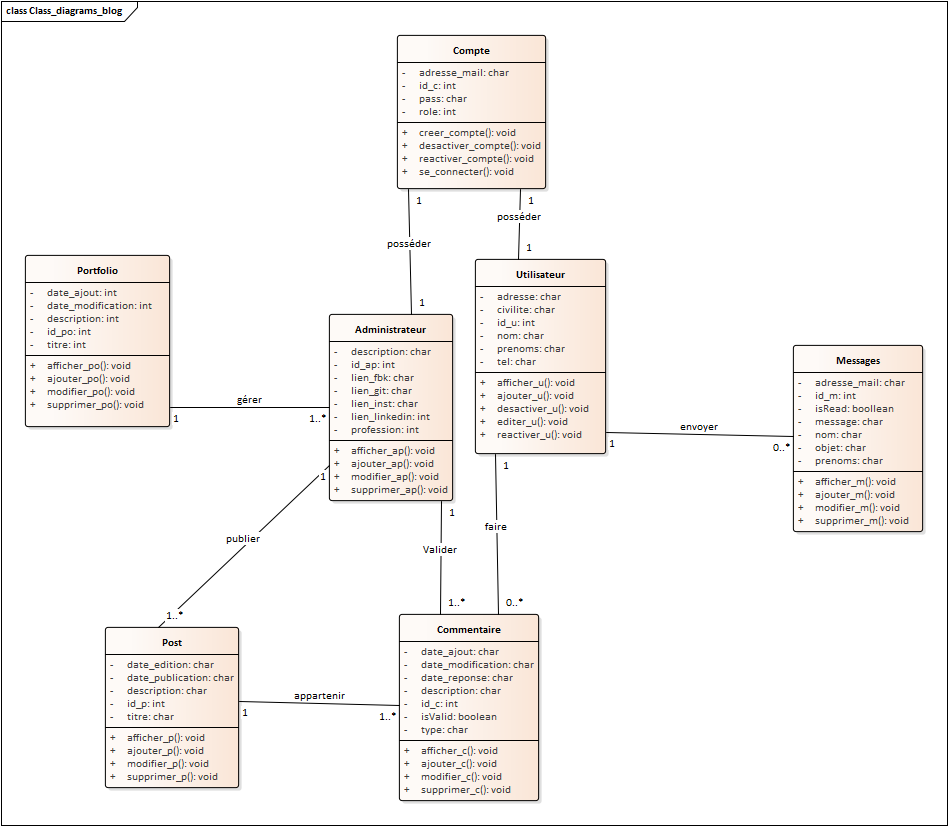 class Class_diagrams_blog
Compte
- adresse_mail: char
- id_c: int
- pass: char
- role: int
+ creer_compte(): void
+ desactiver_compte(): void
+ reactiver_compte(): void
+ se_connecter(): void
1
1
posséder
posséder
1
1
Portfolio
- date_ajout: int
- date_modification: int
- description: int
- id_po: int
- titre: int
+ afficher_po(): void
+ ajouter_po(): void
+ modifier_po(): void
+ supprimer_po(): void
gérer
1
1..*
Administrateur
- description: char
- id_ap: int
- lien_fbk: char
- lien_git: char
- lien_inst: char
- lien_linkedin: int
- profession: int
+ afficher_ap(): void
+ ajouter_ap(): void
+ modifier_ap(): void
+ supprimer_ap(): void
Utilisateur
- adresse: char
- civilite: char
- id_u: int
- nom: char
- prenoms: char
- tel: char
+ afficher_u(): void
+ ajouter_u(): void
+ desactiver_u(): void
+ editer_u(): void
+ reactiver_u(): void
envoyer
1
0..*
Messages
- adresse_mail: char
- id_m: int
- isRead: boollean
- message: char
- nom: char
- objet: char
- prenoms: char
+ afficher_m(): void
+ ajouter_m(): void
+ modifier_m(): void
+ supprimer_m(): void
1
publier
1..*
1
Valider
1..*
1
faire
0..*
Post
- date_edition: char
- date_publication: char
- description: char
- id_p: int
- titre: char
+ afficher_p(): void
+ ajouter_p(): void
+ modifier_p(): void
+ supprimer_p(): void
appartenir
1
1..*
Commentaire
- date_ajout: char
- date_modification: char
- date_reponse: char
- description: char
- id_c: int
- isValid: boolean
- type: char
+ afficher_c(): void
+ ajouter_c(): void
+ modifier_c(): void
+ supprimer_c(): void